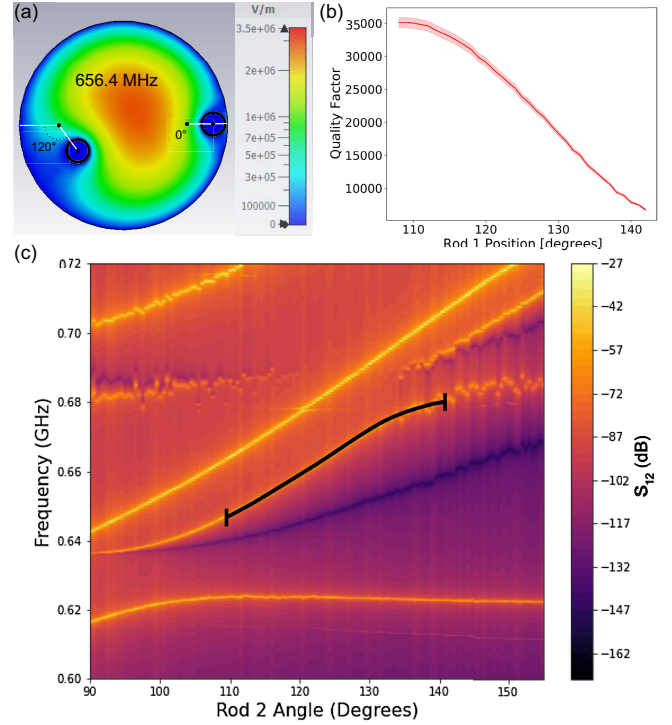 (a)
656.4 MHz
120°
0°
V/m
3.5e+06
2e+06
1e+06
7e+05
5e+05
3e+05
100000
0
(b)
Quality Factor
35000
30000
25000
20000
15000
10000
110 120 130 140
Rod 1 Position [degrees]
(c)
Frequency (GHz)
0.72
0.70
0.68
0.66
0.64
0.62
0.60
90 100 110 120 130 140 150
Rod 2 Angle (Degrees)
−27
−42
−57
−72
−87
−102
−117
−132
−147
−162
S12 (dB)